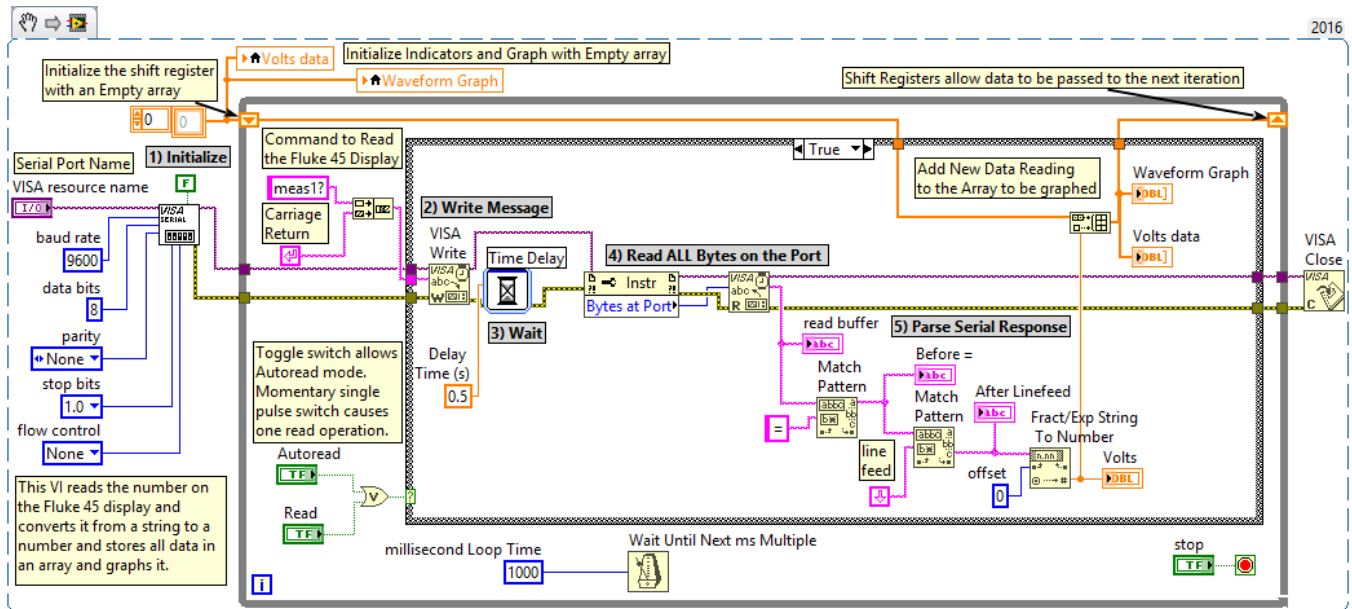 2016
Volts data
Initialize Indicators and Graph with Empty array
Initialize the shift register
with an Empty array
Waveform Graph
Shift Registers allow data to be passed to the next iteration
0
0
Command to Read
the Fluke 45 Display
True
Serial Port Name
1) Initialize
VISA resource name
I/O
F
VISA
SERIAL
meas1?
Carriage
Return
Add New Data Reading
to the Array to be graphed
Waveform Graph
DBL]
2) Write Message
VISA
Write
VISA
abc
W
Time Delay
4) Read ALL Bytes on the Port
Instr
Bytes at Port
VISA
abc
R
Volts data
DBL]
VISA
Close
VISA
C
baud rate
9600
data bits
8
parity
None
stop bits
1.0
flow control
None
3) Wait
Delay
Time (s)
0.5
read buffer
abc
5) Parse Serial Response
Before =
abc
Match
Pattern
=
Match
Pattern
After Linefeed
abc
line
feed
Fract/Exp String
To Number
n.nn
offset
0
Volts
DBL
Toggle switch allows
Autoread mode.
Momentary single
pulse switch causes
one read operation.
Autoread
TF
Read
TF
V
?
This VI reads the number on
the Fluke 45 display and
converts it from a string to a
number and stores all data in
an array and graphs it.
millisecond Loop Time
1000
Wait Until Next ms Multiple
stop
TF
i